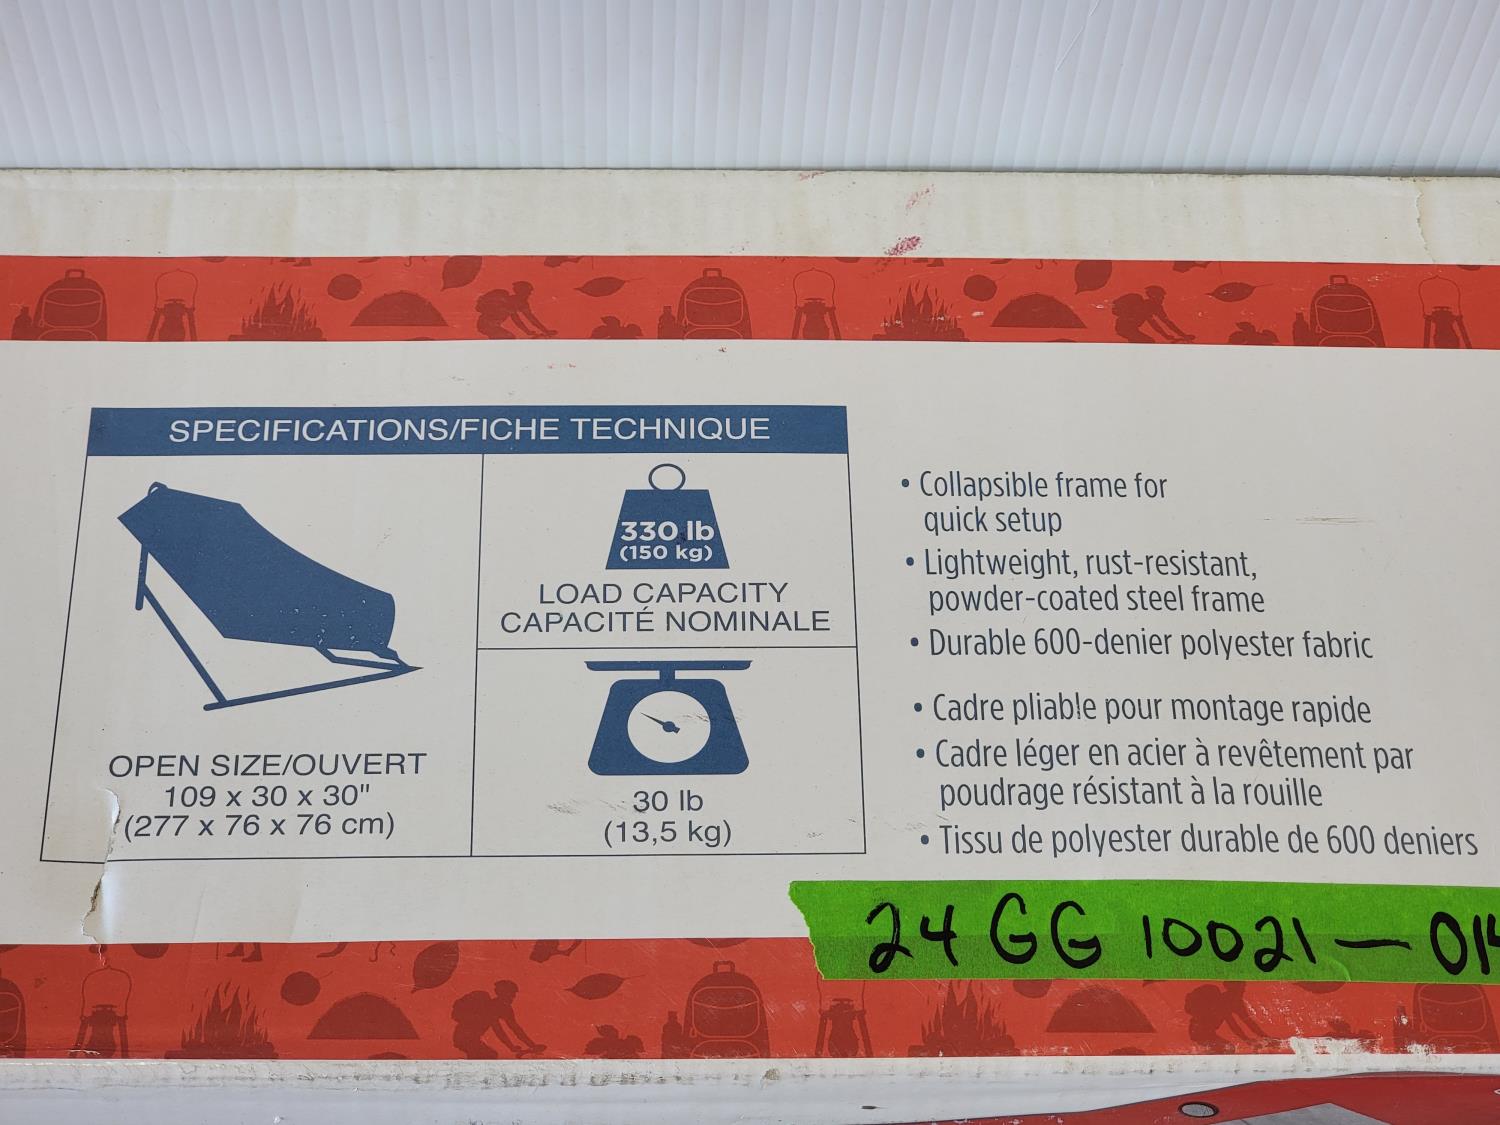 SPECIFICATIONS/FICHE TECHNIQUE
330 lb
(150 kg)
LOAD CAPACITY
CAPACITÉ NOMINALE
OPEN SIZE/OUVERT
109 x 30 x 30"
(277 x 76 x 76 cm)
30 lb
(13,5 kg)
• Collapsible frame for
quick setup
• Lightweight, rust-resistant,
powder-coated steel frame
• Durable 600-denier polyester fabric
• Cadre pliable pour montage rapide
• Cadre léger en acier à revêtement par
poudrage résistant à la rouille
• Tissu de polyester durable de 600 deniers
24 GG 10021 — 014